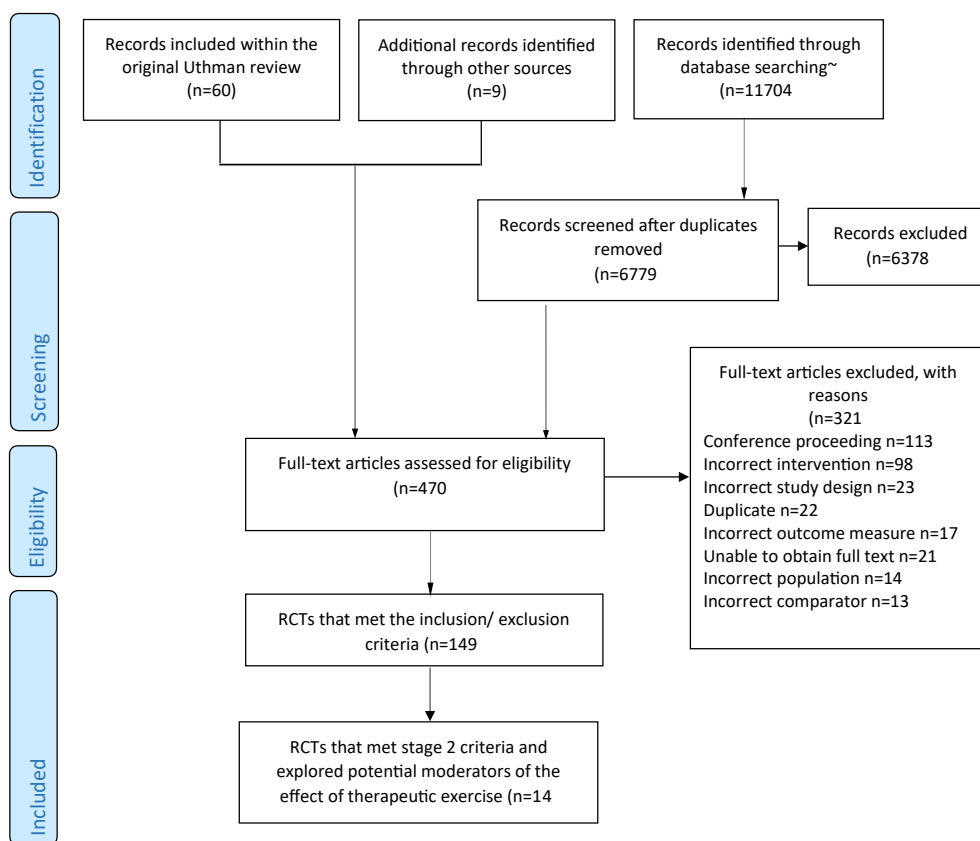 Identification
Records included within the
original Uthman review
(n=60)
Additional records identified
through other sources
(n=9)
Records identified through
database searching~
(n=11704
Screening
Records screened after duplicates
removed
(n=6779
Records excluded
(n=6378
Eligibility
Full-text articles assessed for eligibility
(n=470
Full-text articles excluded, with
reasons
(n=321
Conference proceeding n=113
Incorrect intervention n=98
Incorrect study design n=23
Duplicate n=22
Incorrect outcome measure n=17
Unable to obtain full text n=21
Incorrect population n=14
Incorrect comparator n=13
Included
RCTs that met the inclusion/ exclusion
criteria (n=149
RCTs that met stage 2 criteria and
explored potential moderators of the
effect of therapeutic exercise (n=14